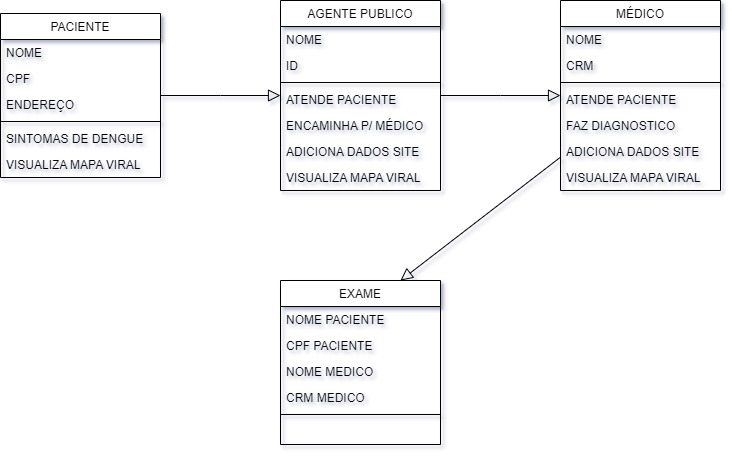 PACIENTE
NOME
CPF
ENDEREÇO
SINTOMAS DE DENGUE
VISUALIZA MAPA VIRAL
AGENTE PUBLICO
NOME
ID
ATENDE PACIENTE
ENCAMINHA P/ MÉDICO
ADICIONA DADOS SITE
VISUALIZA MAPA VIRAL
MÉDICO
NOME
CRM
ATENDE PACIENTE
FAZ DIAGNOSTICO
ADICIONA DADOS SITE
VISUALIZA MAPA VIRAL
EXAME
NOME PACIENTE
CPF PACIENTE
NOME MEDICO
CRM MEDICO